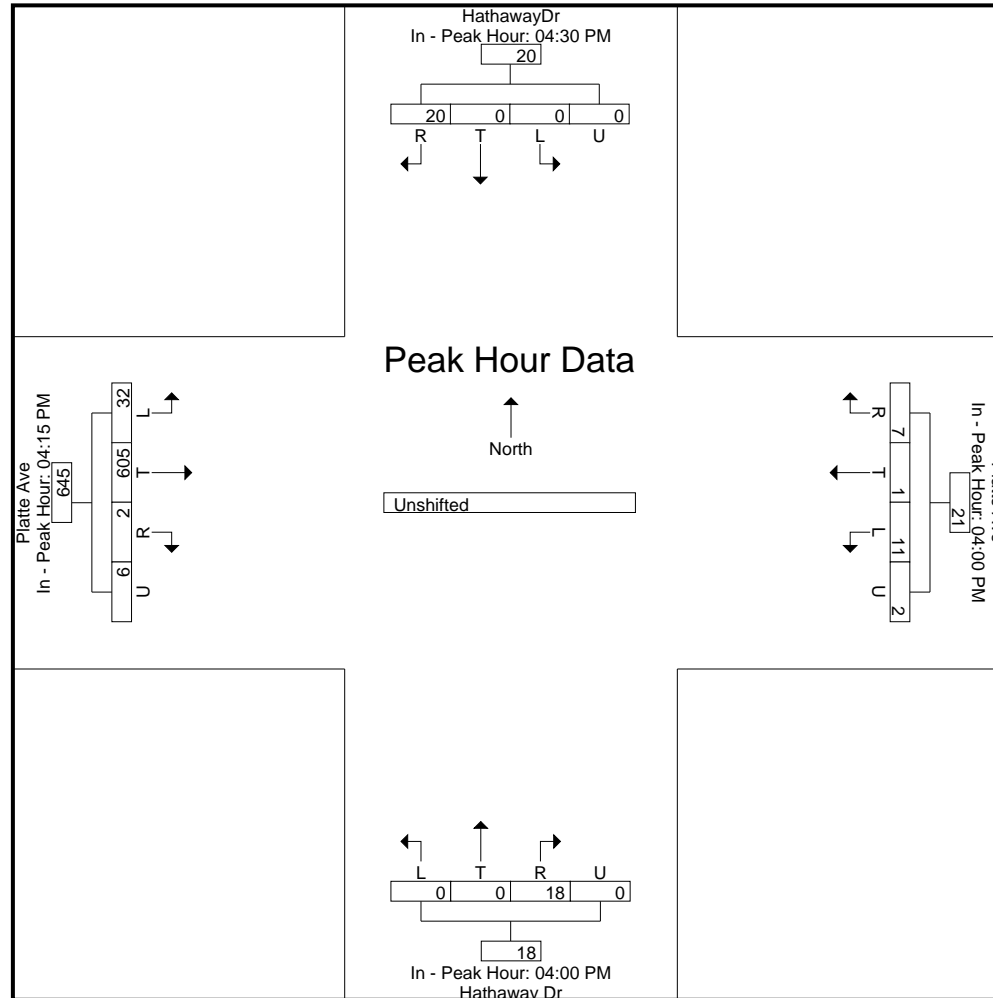 HathawayDr
In - Peak Hour: 04:30 PM
20
20 0 0 0
R T L U
Peak Hour Data
North
Unshifted
Platte Ave
In - Peak Hour: 04:15 PM
645
32 605 2 6
L T R U
In - Peak Hour: 04:00 PM
21
7 1 11 2
R T L U
L T R U
0 0 18 0
18
In - Peak Hour: 04:00 PM
Hathaway Dr